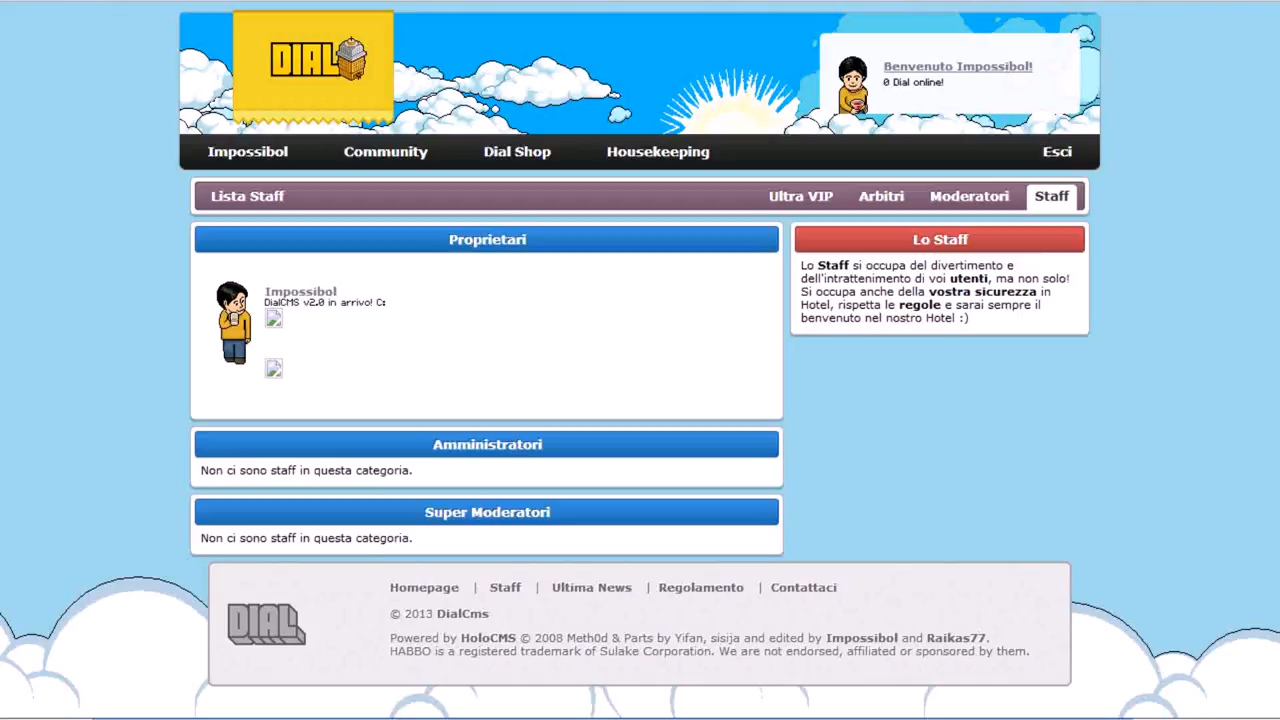 DIAL
Benvenuto Impossibol!
0 Dial online!
Impossibol Community Dial Shop Housekeeping Esci
Lista Staff Ultra VIP Arbitri Moderatori Staff
Proprietari
Impossibol
DialCMS v2.0 in arrivo! C:
Amministratori
Non ci sono staff in questa categoria.
Super Moderatori
Non ci sono staff in questa categoria.
Lo Staff
Lo Staff si occupa del divertimento e
dell'intrattenimento di voi utenti, ma non solo!
Si occupa anche della vostra sicurezza in
Hotel, rispetta le regole e sarai sempre il
benvenuto nel nostro Hotel :)
DIAL
Homepage | Staff | Ultima News | Regolamento | Contattaci
© 2013 DialCms
Powered by HoloCMS © 2008 Meth0d & Parts by Yifan, sisija and edited by Impossibol and Raikas77.
HABBO is a registered trademark of Sulake Corporation. We are not endorsed, affiliated or sponsored by them.